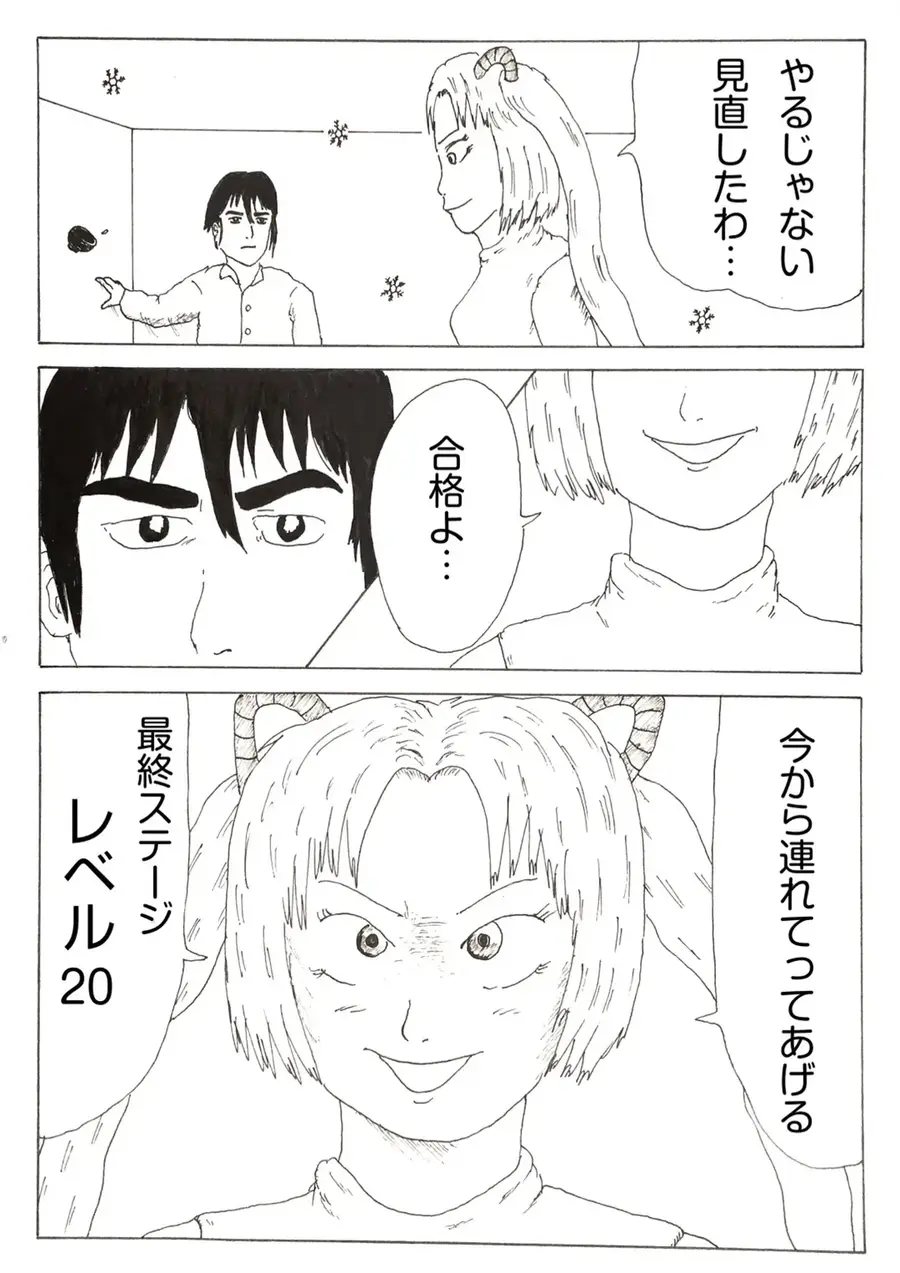 やるじゃない
見直したわ…
合格よ…
今から連れてってあげる
最終ステージ
レベル20